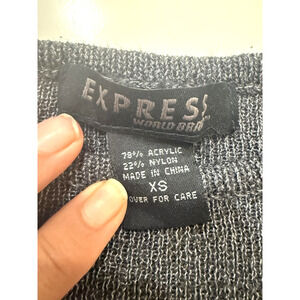 EXPRESS
WORLD BRA
78% ACRYLIC
22% NYLON
MADE IN CHINA
XS
OVER FOR CARE